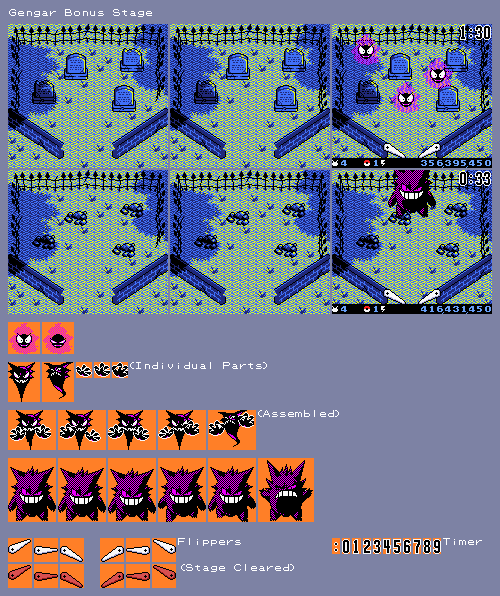 Gengar Bonus Stage
1:30
4 1 356395450
0:33
4 1 416431450
(Individual Parts)
(Assembled)
Flippers
:0123456789 Timer
(Stage Cleared)